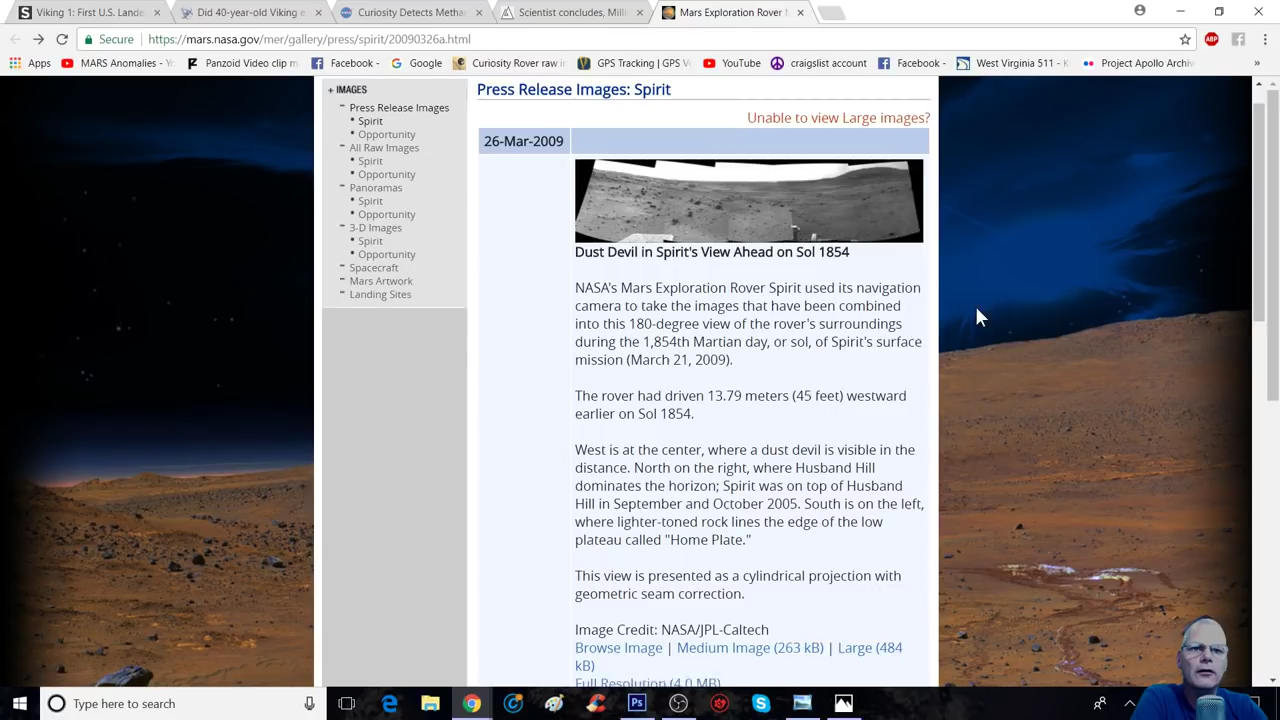 Viking 1: First U.S. Lande
Did 40-year-old Viking e
Curiosity Detects Metha
Scientist concludes, Milli
Mars Exploration Rover M
Secure
https://mars.nasa.gov/mer/gallery/press/spirit/20090326a.html
ABP
Apps
MARS Anomalies - Yo
Panzoid Video clip m
Facebook -
Google
Curiosity Rover raw i
GPS Tracking | GPS V
YouTube
craigslist account
Facebook -
West Virginia 511 -
Project Apollo Archiv
+ IMAGES
Press Release Images
Spirit
Opportunity
All Raw Images
Spirit
Opportunity
Panoramas
Spirit
Opportunity
3-D Images
Spirit
Opportunity
Spacecraft
Mars Artwork
Landing Sites
Press Release Images: Spirit
Unable to view Large images?
26-Mar-2009
Dust Devil in Spirit's View Ahead on Sol 1854
NASA's Mars Exploration Rover Spirit used its navigation
camera to take the images that have been combined
into this 180-degree view of the rover's surroundings
during the 1,854th Martian day, or sol, of Spirit's surface
mission (March 21, 2009).
The rover had driven 13.79 meters (45 feet) westward
earlier on Sol 1854.
West is at the center, where a dust devil is visible in the
distance. North on the right, where Husband Hill
dominates the horizon; Spirit was on top of Husband
Hill in September and October 2005. South is on the left,
where lighter-toned rock lines the edge of the low
plateau called "Home Plate."
This view is presented as a cylindrical projection with
geometric seam correction.
Image Credit: NASA/JPL-Caltech
Browse Image | Medium Image (263 kB) | Large (484
kB)
Full Resolution (4.0 MB)
Type here to search